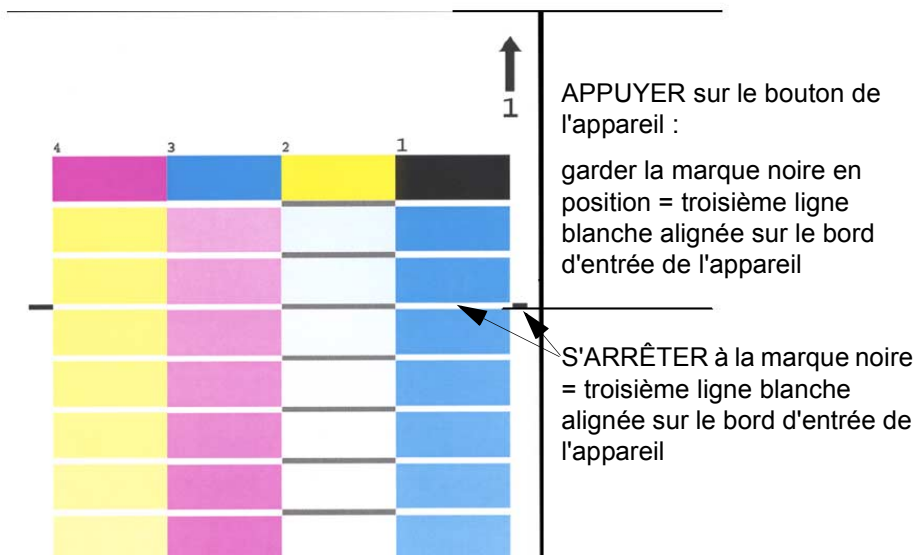 1
4 3 2 1
APPUYER sur le bouton de
l'appareil :
garder la marque noire en
position = troisième ligne
blanche alignée sur le bord
d'entrée de l'appareil
S'ARRÊTER à la marque noire
= troisième ligne blanche
alignée sur le bord d'entrée de
l'appareil